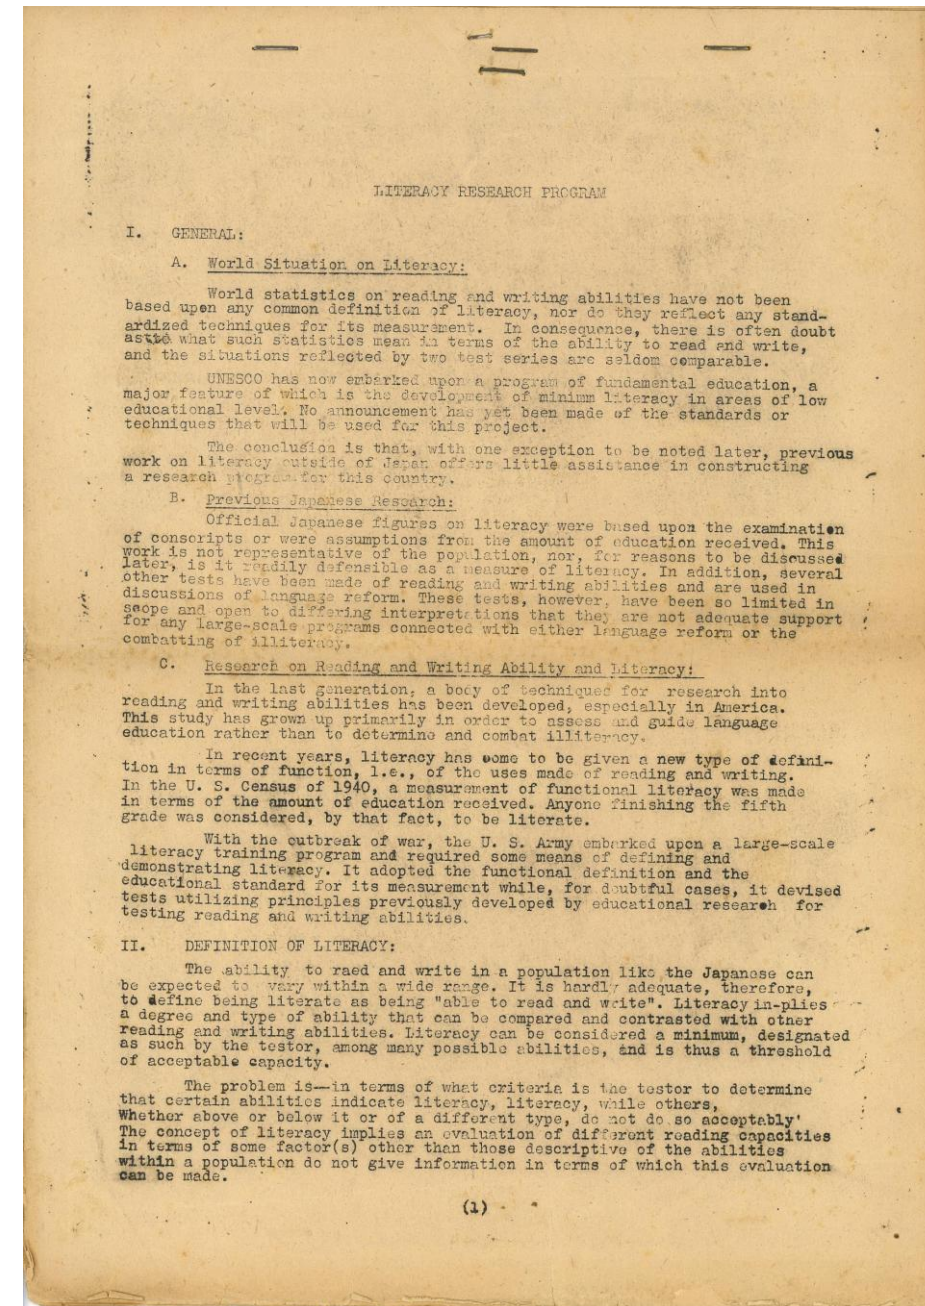 LITERACY RESEARCH PROGRAM
I. GENERAL:
A. World Situation on Literacy:
World statistics on reading and writing abilities have not been
based upon any common definition of literacy, nor do they reflect any stand-
ardized techniques for its measurement. In consequence, there is often doubt
as to what such statistics mean in terms of the ability to read and write,
and the situations reflected by two test series are seldom comparable.
UNESCO has now embarked upon a program of fundamental education, a
major feature of which is the development of minimm literacy in areas of low
educational level. No announcement has yet been made of the standards or
techniques that will be used for this project.
The conclusion is that, with one exception to be noted later, previous
work on literacy outside of Japan offers little assistance in constructing
a research program for this country.
B. Previous Japanese Research:
Official Japanese figures on literacy were based upon the examination
of conscripts or were assumptions from the amount of education received. This
work is not representative of the population, nor, for reasons to be discussed
later, is it readily defensible as a measure of literacy. In addition, several
other tests have been made of reading and writing abilities and are used in
discussions of language reform. These tests, however, have been so limited in
scope and open to differing interpretations that they are not adequate support
for any large-scale programs connected with either language reform or the
combatting of illiteracy.
C. Research on Reading and Writing Ability and Literacy:
In the last generation, a body of techniques for research into
reading and writing abilities has been developed, especially in America.
This study has grown up primarily in order to assess and guide language
education rather than to determine and combat illiteracy.
In recent years, literacy has come to be given a new type of defini-
tion in terms of function, i.e., of the uses made of reading and writing.
In the U. S. Census of 1940, a measurement of functional literacy was made
in terms of the amount of education received. Anyone finishing the fifth
grade was considered, by that fact, to be literate.
With the outbreak of war, the U. S. Army embarked upon a large-scale
literacy training program and required some means of defining and
demonstrating literacy. It adopted the functional definition and the
educational standard for its measurement while, for doubtful cases, it devised
tests utilizing principles previously developed by educational research for
testing reading and writing abilities.
II. DEFINITION OF LITERACY:
The ability to raed and write in a population like the Japanese can
be expected to vary within a wide range. It is hardly adequate, therefore,
to define being literate as being "able to read and write". Literacy in-plies
a degree and type of ability that can be compared and contrasted with other
reading and writing abilities. Literacy can be considered a minimum, designated
as such by the testor, among many possible abilities, and is thus a threshold
of acceptable capacity.
The problem is—in terms of what criteria is the testor to determine
that certain abilities indicate literacy, literacy, while others,
Whether above or below it or of a different type, do not do so acceptably'
The concept of literacy implies an evaluation of different reading capacities
in terms of some factor(s) other than those descriptive of the abilities
within a population do not give information in terms of which this evaluation
can be made.
(1)